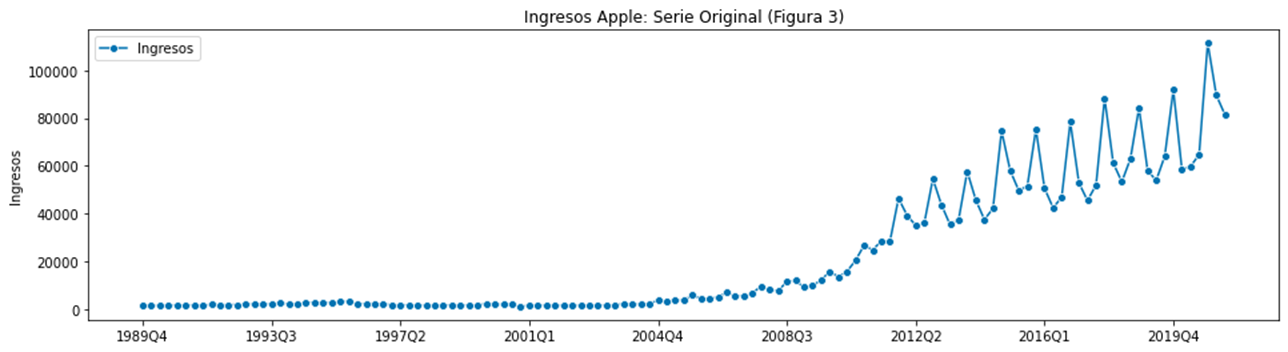 Ingresos Apple: Serie Original (Figura 3)
Ingresos
100000
80000
60000
40000
20000
0
Ingresos
1989Q4 1993Q3 1997Q2 2001Q1 2004Q4 2008Q3 2012Q2 2016Q1 2019Q4